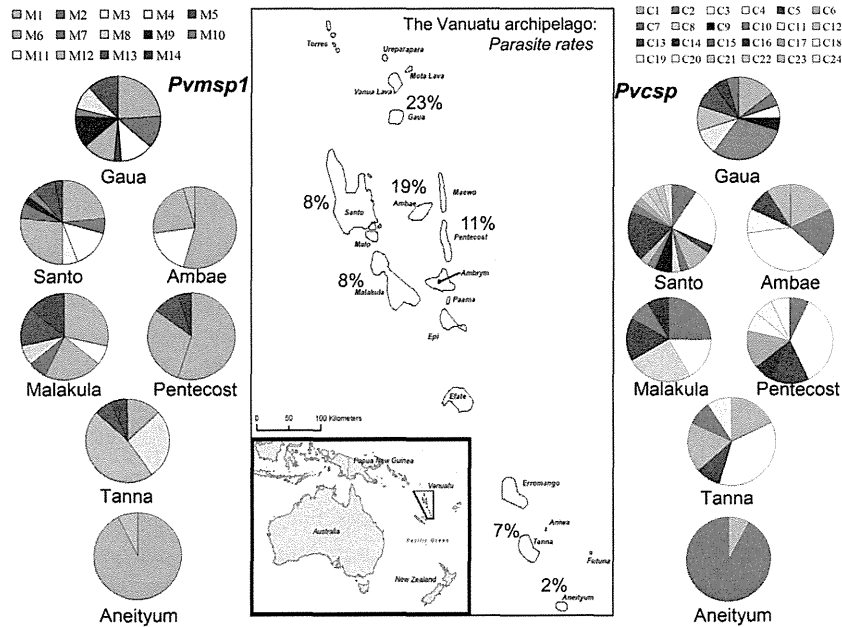 M1 M2 M3 M4 M5
M6 M7 M8 M9 M10
M11 M12 M13 M14
Pvmsp1
Gaua
Santo
Ambae
Malakula
Pentecost
Tanna
Aneityum
The Vanuatu archipelago:
Parasite rates
Torres
Ureparapara
Mota Lava
Vanua Lava
23%
Gaua
8%
Santo
19%
Ambae
Maewo
11%
Pentecost
Malo
8%
Malakula
Ambrym
Paama
Epi
Efate
0 50 100 Kilometers
Papua New Guinea
Vanuatu
Australia
Pacific Ocean
New Zealand
Erromango
Aniwa
7%
Tanna
Futuna
2%
Aneityum
C1 C2 C3 C4 C5 C6
C7 C8 C9 C10 C11 C12
C13 C14 C15 C16 C17 C18
C19 C20 C21 C22 C23 C24
Pvcsp
Gaua
Santo
Ambae
Malakula
Pentecost
Tanna
Aneityum